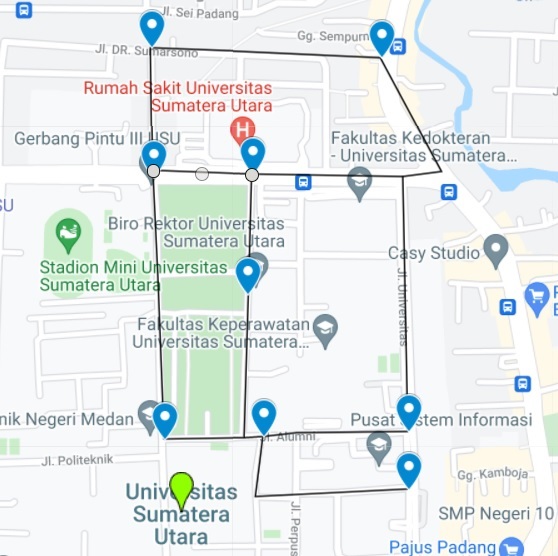 Jl. Sei Padang
Gg. Sempurn
Jl. DR. Sumarsono
Rumah Sakit Universitas
Sumatera Utara
H
Gerbang Pintu III USU
Fakultas Kedokteran
- Universitas Sumatera...
SU
Biro Rektor Universitas
Sumatera Utara
Casy Studio
Stadion Mini Universitas
Sumatera Utara
Jl. Universitas
Fakultas Keperawatan
Universitas Sumatera...
nik Negeri Medan
Pusat Sistem Informasi
Jl. Alumni
Jl. Politeknik
Gg. Kamboja
Universitas
Sumatera
Utara
Jl. Perpus
SMP Negeri 10
Pajus Padang